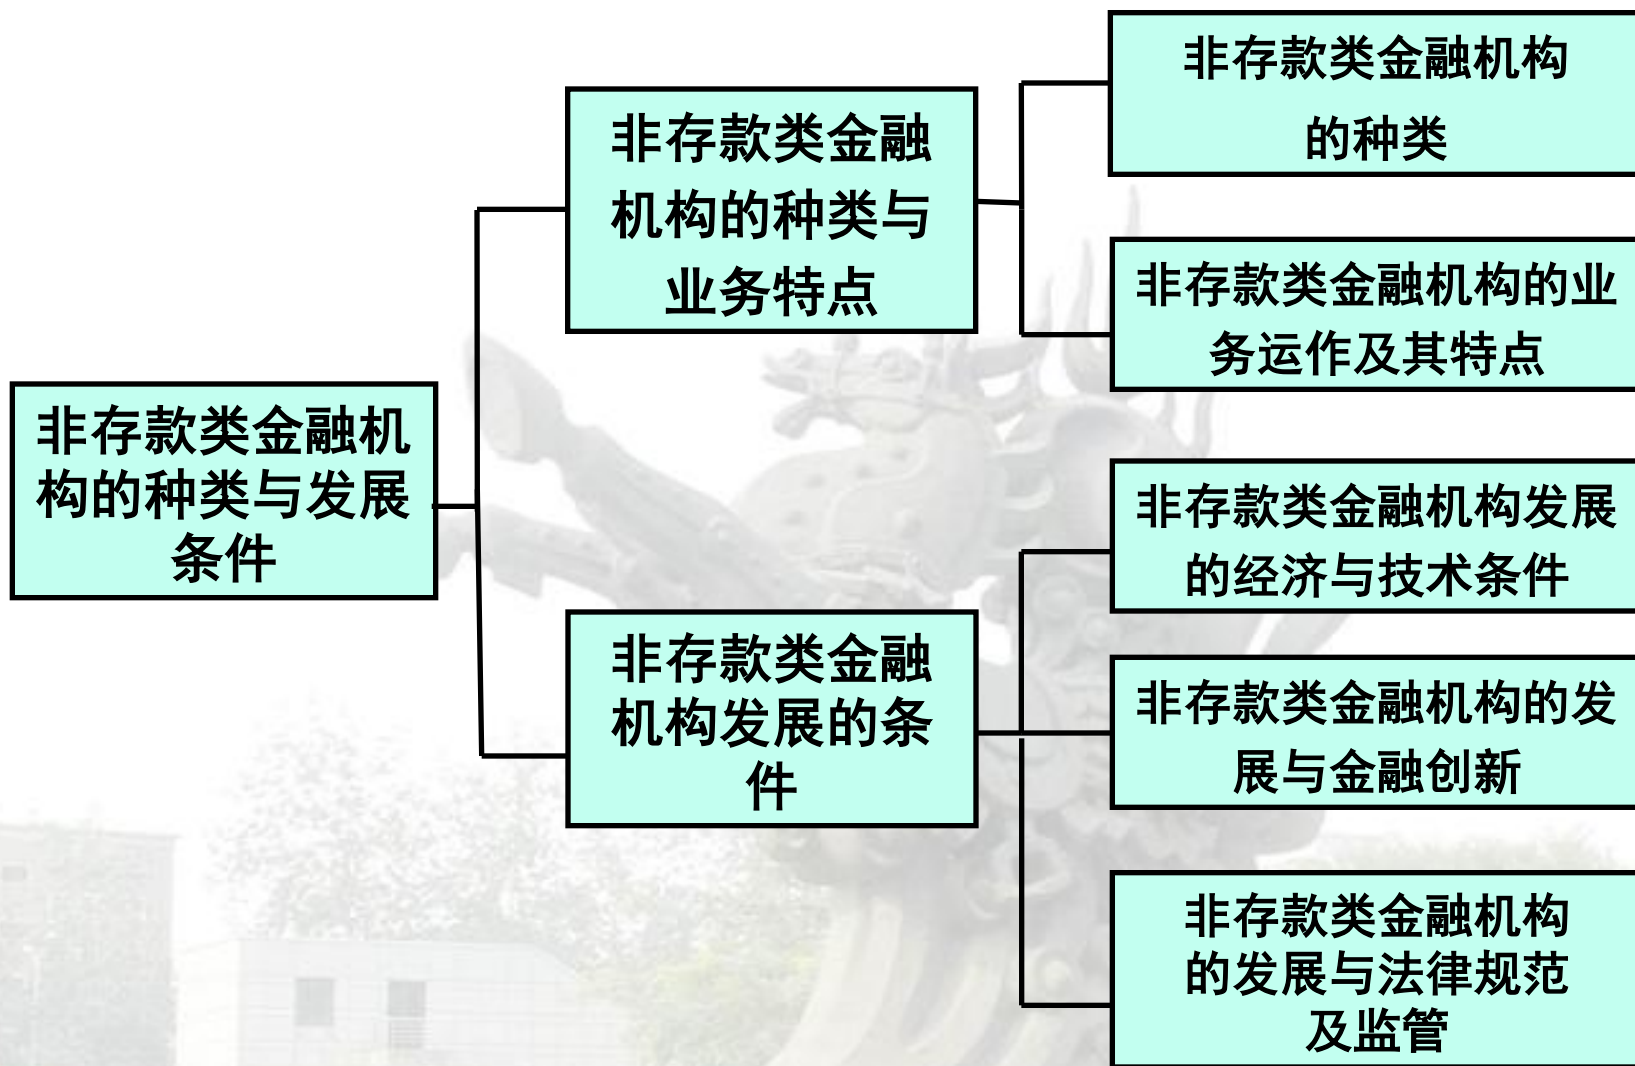 非存款类金融机
构的种类与发展
条件
非存款类金融
机构的种类与
业务特点
非存款类金融机构
的种类
非存款类金融机构的业
务运作及其特点
非存款类金融
机构发展的条
件
非存款类金融机构发展
的经济与技术条件
非存款类金融机构的发
展与金融创新
非存款类金融机构
的发展与法律规范
及监管